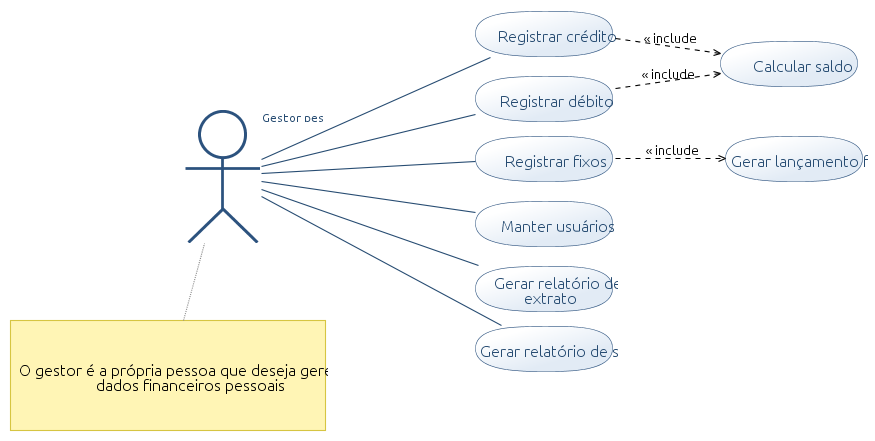 Registrar crédito
«include
Calcular saldo
«include
Registrar débito
Gestor pes
Registrar fixos
«include
Gerar lançamento f
Manter usuários
Gerar relatório de
extrato
Gerar relatório de s
O gestor é a própria pessoa que deseja gere
dados financeiros pessoais